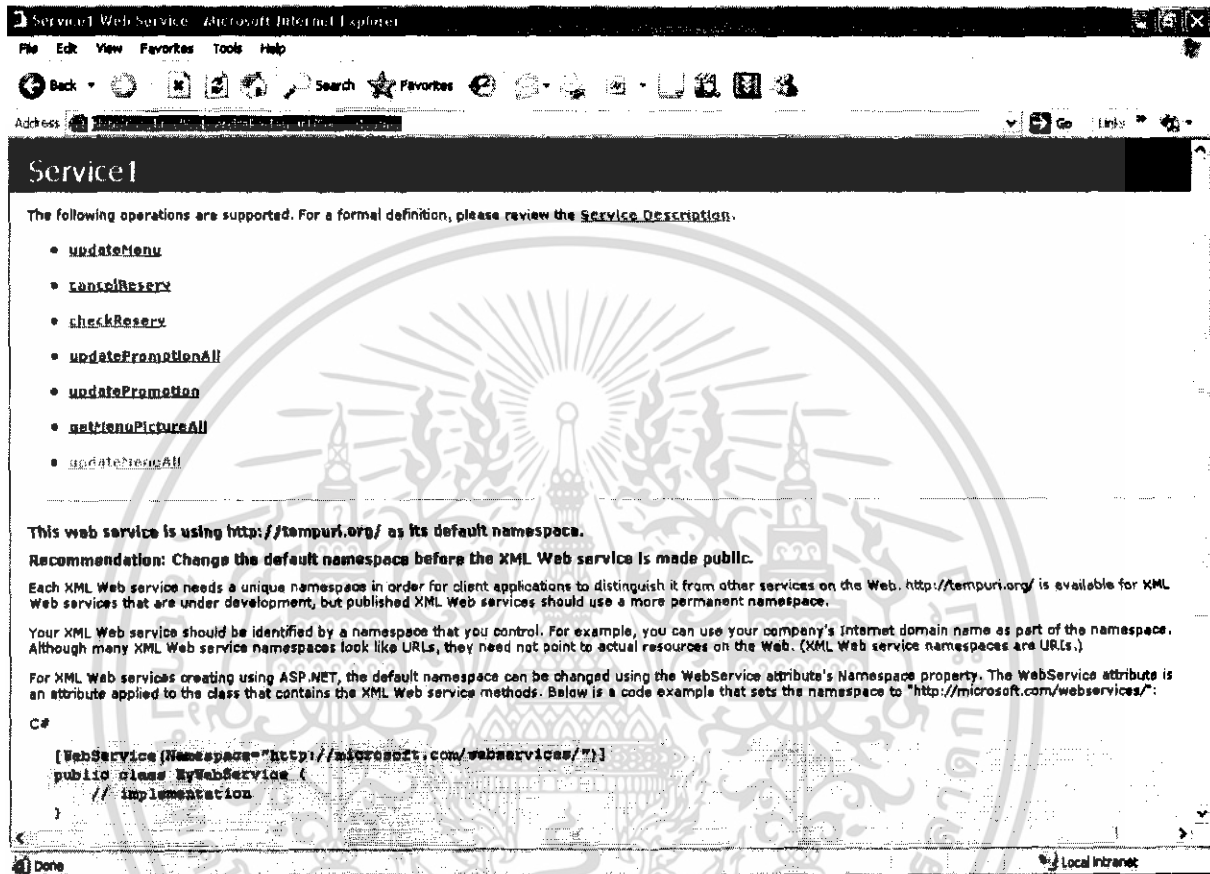 Service1 Web Service - Microsoft Internet Explorer
File Edit View Favorites Tools Help
Back Search Favorites
Address Go Links
Service1
The following operations are supported. For a formal definition, please review the Service Description.
• updateMenu
• cancelReserv
• checkReserv
• updatePromotionAll
• updatePromotion
• getMenuPictureAll
• updateMenuAll
This web service is using http://tempuri.org/ as its default namespace.
Recommendation: Change the default namespace before the XML Web service is made public.
Each XML Web service needs a unique namespace in order for client applications to distinguish it from other services on the Web. http://tempuri.org/ is available for XML
Web services that are under development, but published XML Web services should use a more permanent namespace.
Your XML Web service should be identified by a namespace that you control. For example, you can use your company's Internet domain name as part of the namespace.
Although many XML Web service namespaces look like URLs, they need not point to actual resources on the Web. (XML Web service namespaces are URIs.)
For XML Web services creating using ASP.NET, the default namespace can be changed using the WebService attribute's Namespace property. The WebService attribute is
an attribute applied to the class that contains the XML Web service methods. Below is a code example that sets the namespace to "http://microsoft.com/webservices/":
C#
[WebService(Namespace="http://microsoft.com/webservices/")]
public class MyWebService {
// implementation
}
Done Local intranet